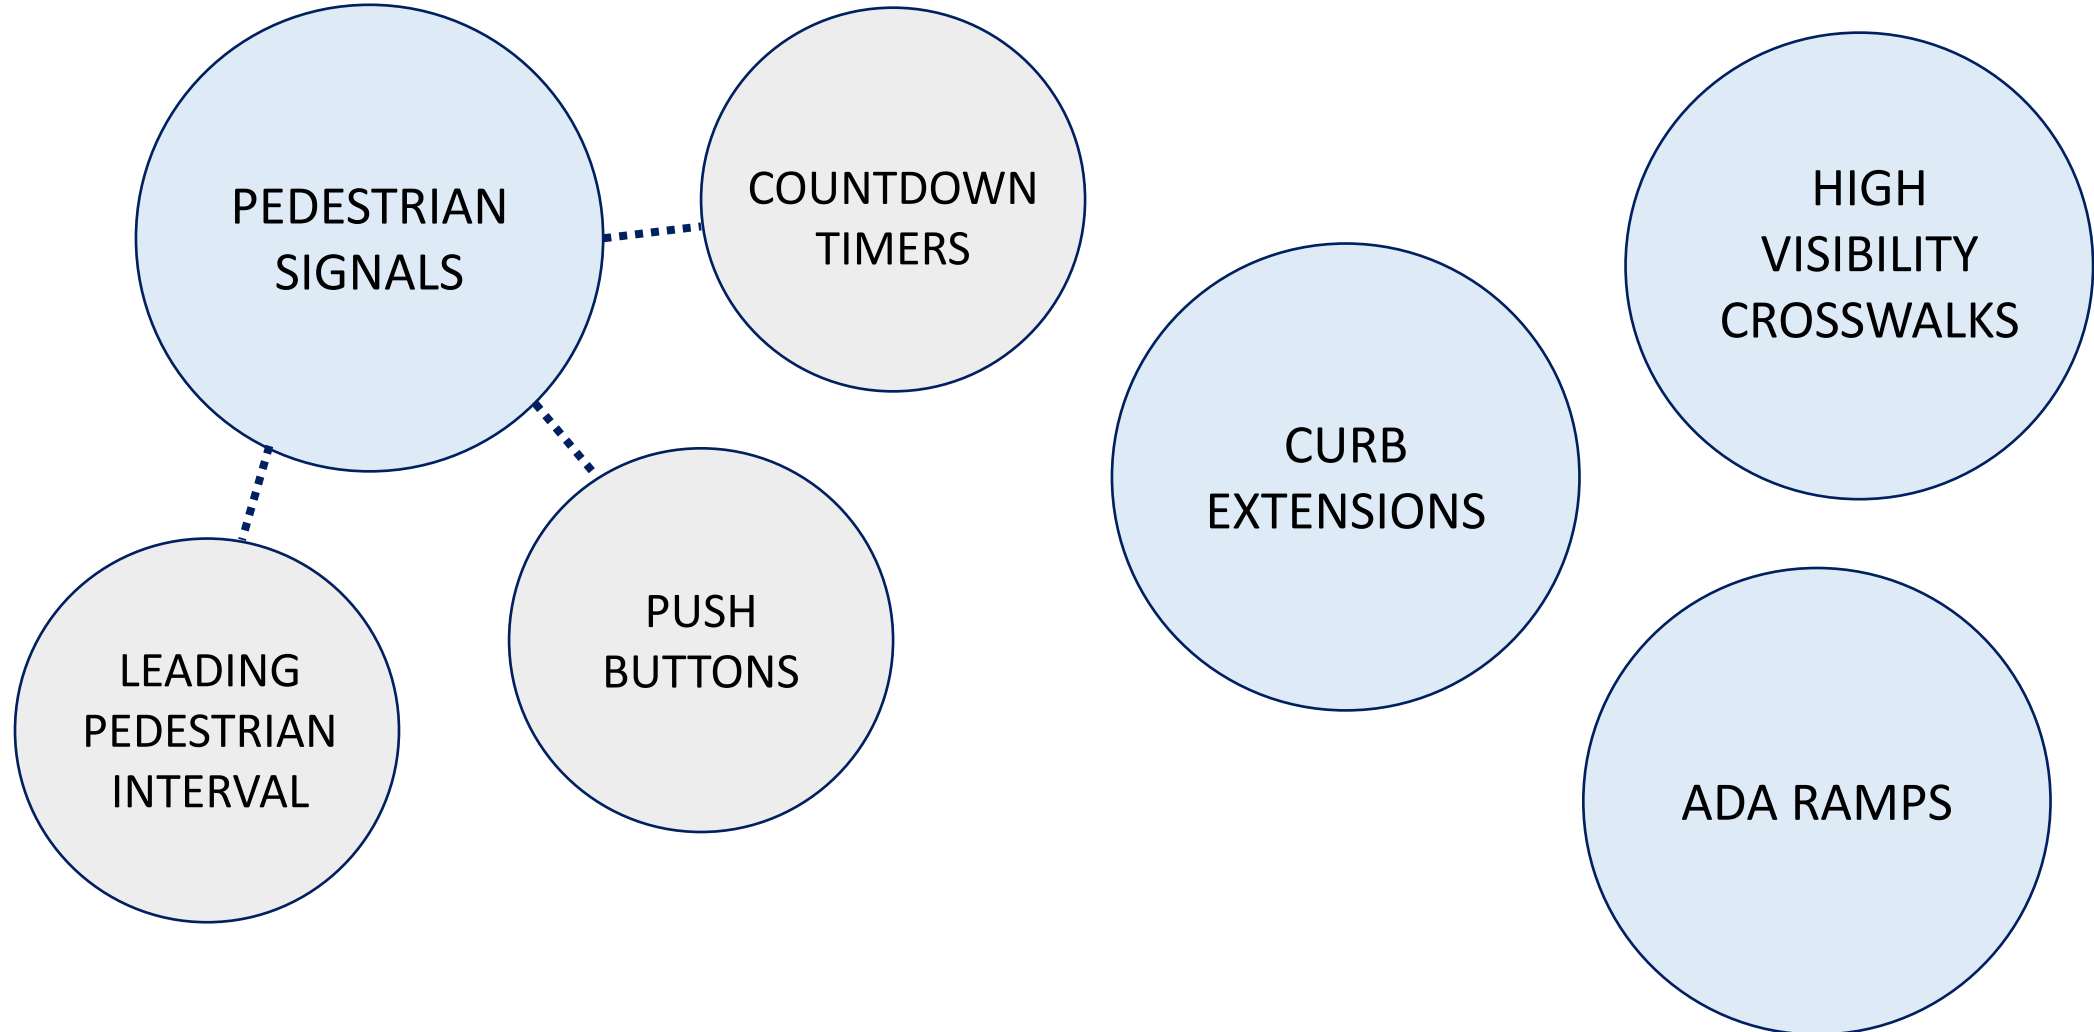 PEDESTRIAN
SIGNALS
COUNTDOWN
TIMERS
LEADING
PEDESTRIAN
INTERVAL
PUSH
BUTTONS
CURB
EXTENSIONS
HIGH
VISIBILITY
CROSSWALKS
ADA RAMPS